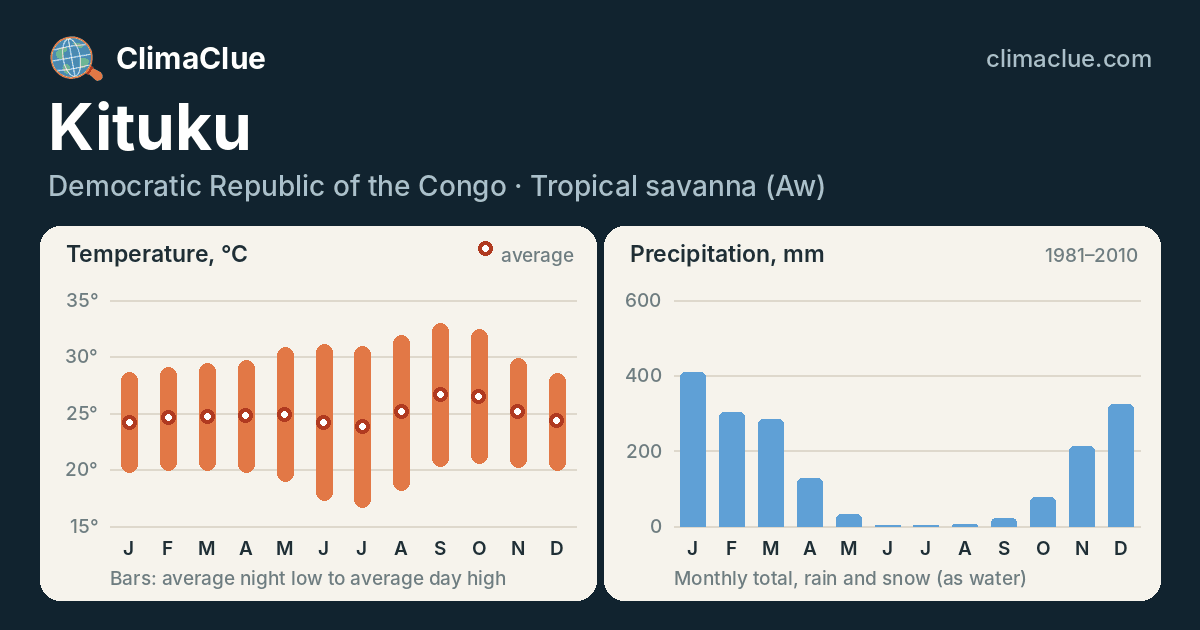 ClimaClue
climaclue.com
Kituku
Democratic Republic of the Congo · Tropical savanna (Aw)
Temperature, °C
average
35°
30°
25°
20°
15°
J F M A M J J A S O N D
Bars: average night low to average day high
Precipitation, mm
1981–2010
600
400
200
0
J F M A M J J A S O N D
Monthly total, rain and snow (as water)